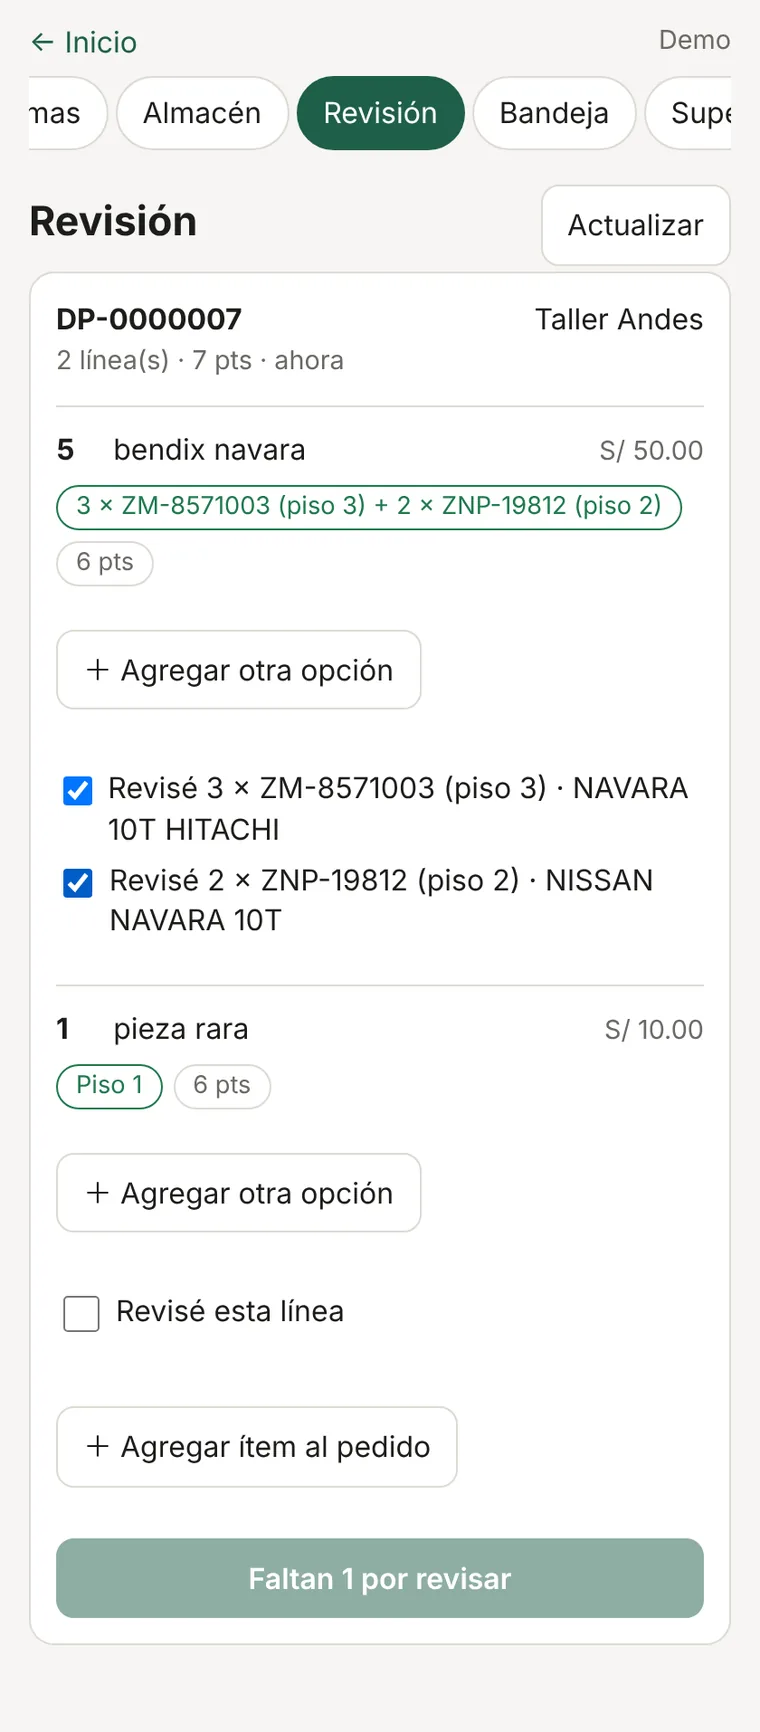 ← Inicio
Demo
mas
Almacén
Revisión
Bandeja
Supe
Revisión
Actualizar
DP-0000007
Taller Andes
2 línea(s) · 7 pts · ahora
5 bendix navara S/ 50.00
3 × ZM-8571003 (piso 3) + 2 × ZNP-19812 (piso 2)
6 pts
+ Agregar otra opción
Revisé 3 × ZM-8571003 (piso 3) · NAVARA
10T HITACHI
Revisé 2 × ZNP-19812 (piso 2) · NISSAN
NAVARA 10T
1 pieza rara S/ 10.00
Piso 1
6 pts
+ Agregar otra opción
Revisé esta línea
+ Agregar ítem al pedido
Faltan 1 por revisar